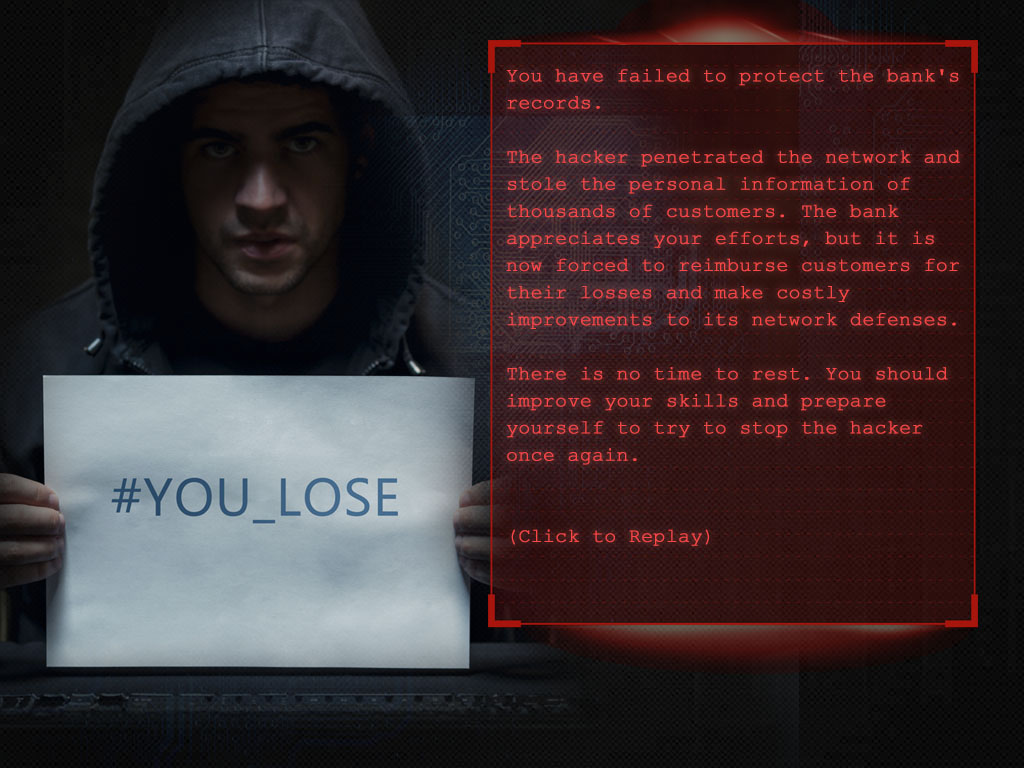 You have failed to protect the bank's
records.
The hacker penetrated the network and
stole the personal information of
thousands of customers. The bank
appreciates your efforts, but it is
now forced to reimburse customers for
their losses and make costly
improvements to its network defenses.
There is no time to rest. You should
improve your skills and prepare
yourself to try to stop the hacker
once again.
(Click to Replay)
#YOU_LOSE